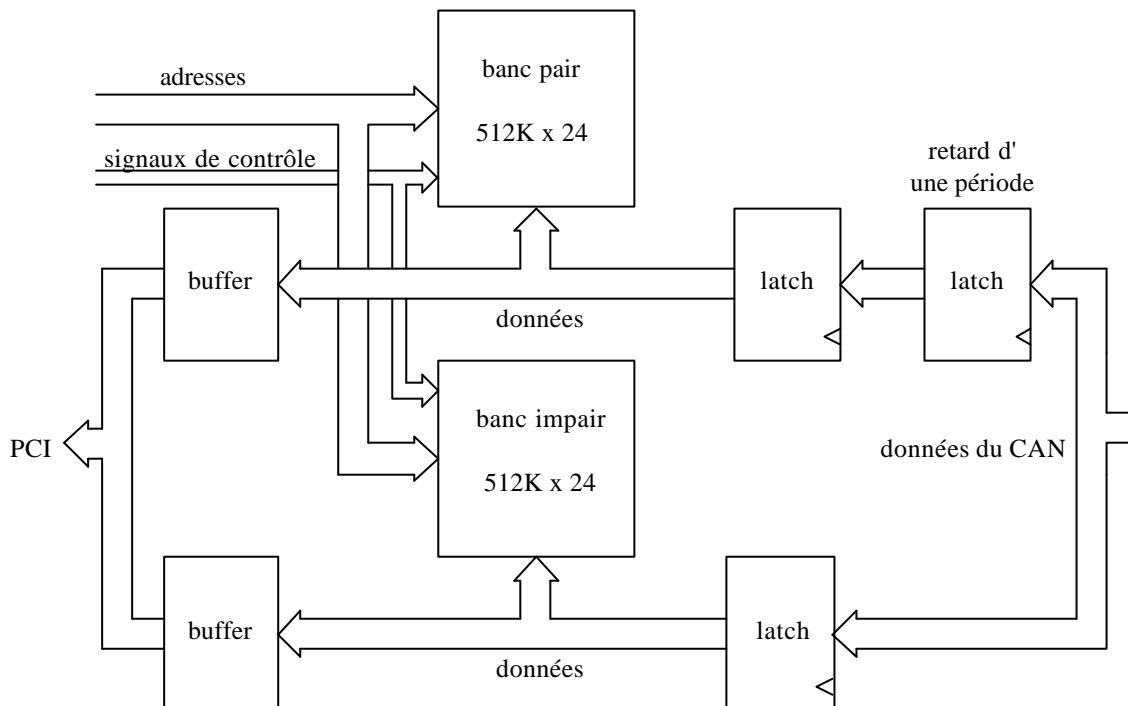 banc pair
adresses
512K x 24
signaux de contrôle
retard d'
une période
buffer
latch
latch
données
banc impair
PCI
données du CAN
512K x 24
buffer
latch
données